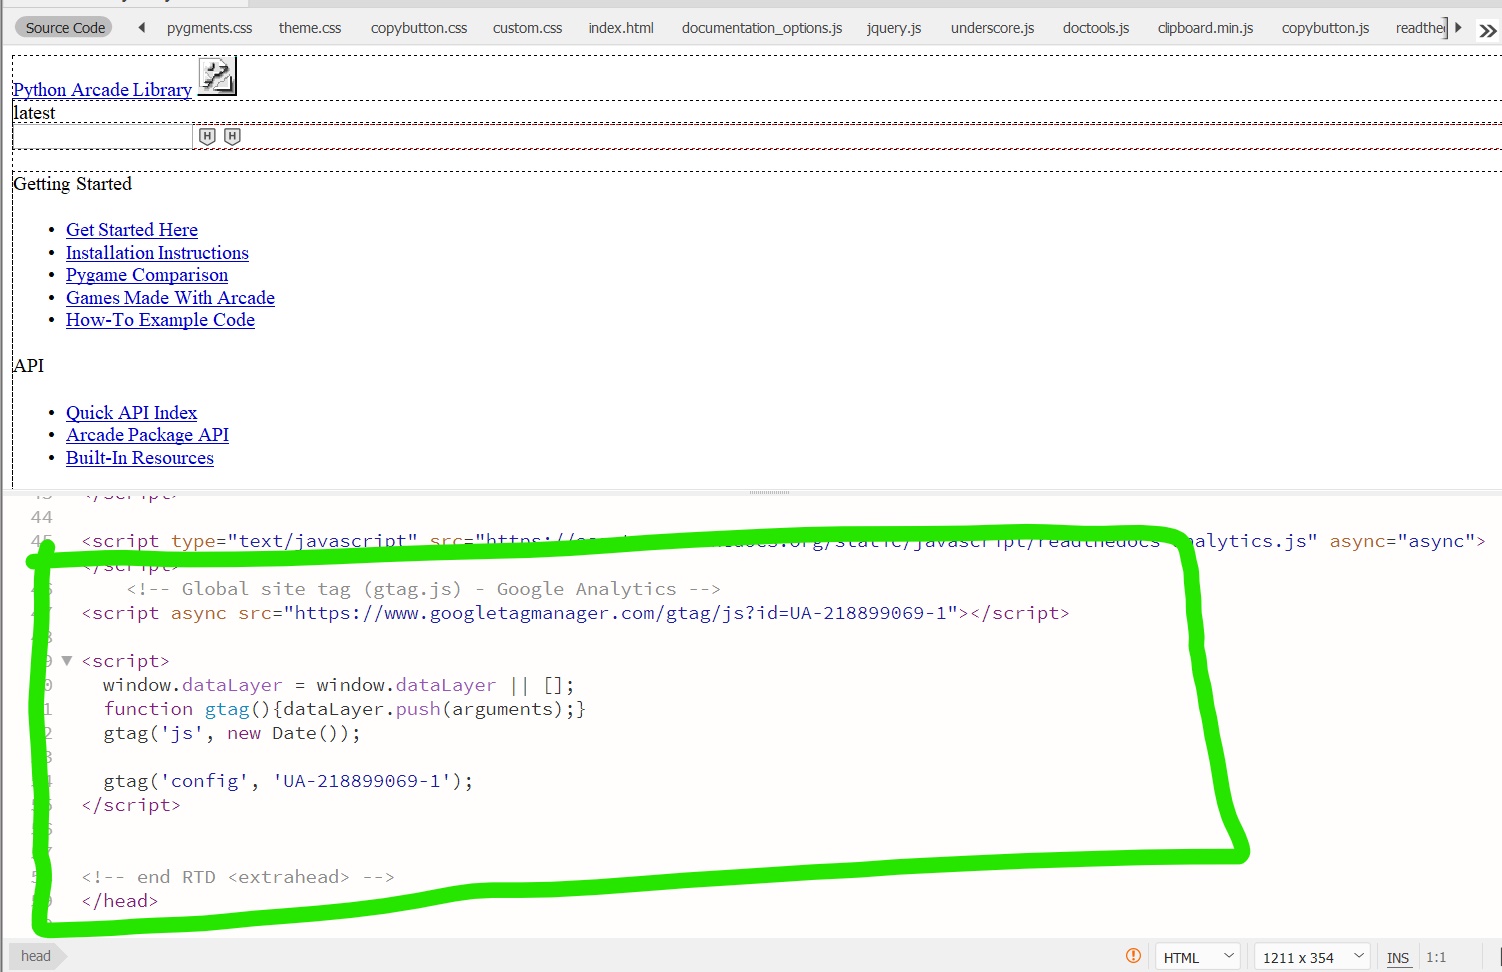 Source Code pygments.css theme.css copybutton.css custom.css index.html documentation_options.js jquery.js underscore.js doctools.js clipboard.min.js copybutton.js readthe
Python Arcade Library
latest
H H
Getting Started
• Get Started Here
• Installation Instructions
• Pygame Comparison
• Games Made With Arcade
• How-To Example Code
API
• Quick API Index
• Arcade Package API
• Built-In Resources
44
<script type="text/javascript" src="https:// .org/static/javascript/readthedocs-analytics.js" async="async">
</script>
<!-- Global site tag (gtag.js) - Google Analytics -->
<script async src="https://www.googletagmanager.com/gtag/js?id=UA-218899069-1"></script>
<script>
window.dataLayer = window.dataLayer || [];
function gtag(){dataLayer.push(arguments);}
gtag('js', new Date());
gtag('config', 'UA-218899069-1');
</script>
<!-- end RTD <extrahead> -->
</head>
head HTML 1211 x 354 INS 1:1